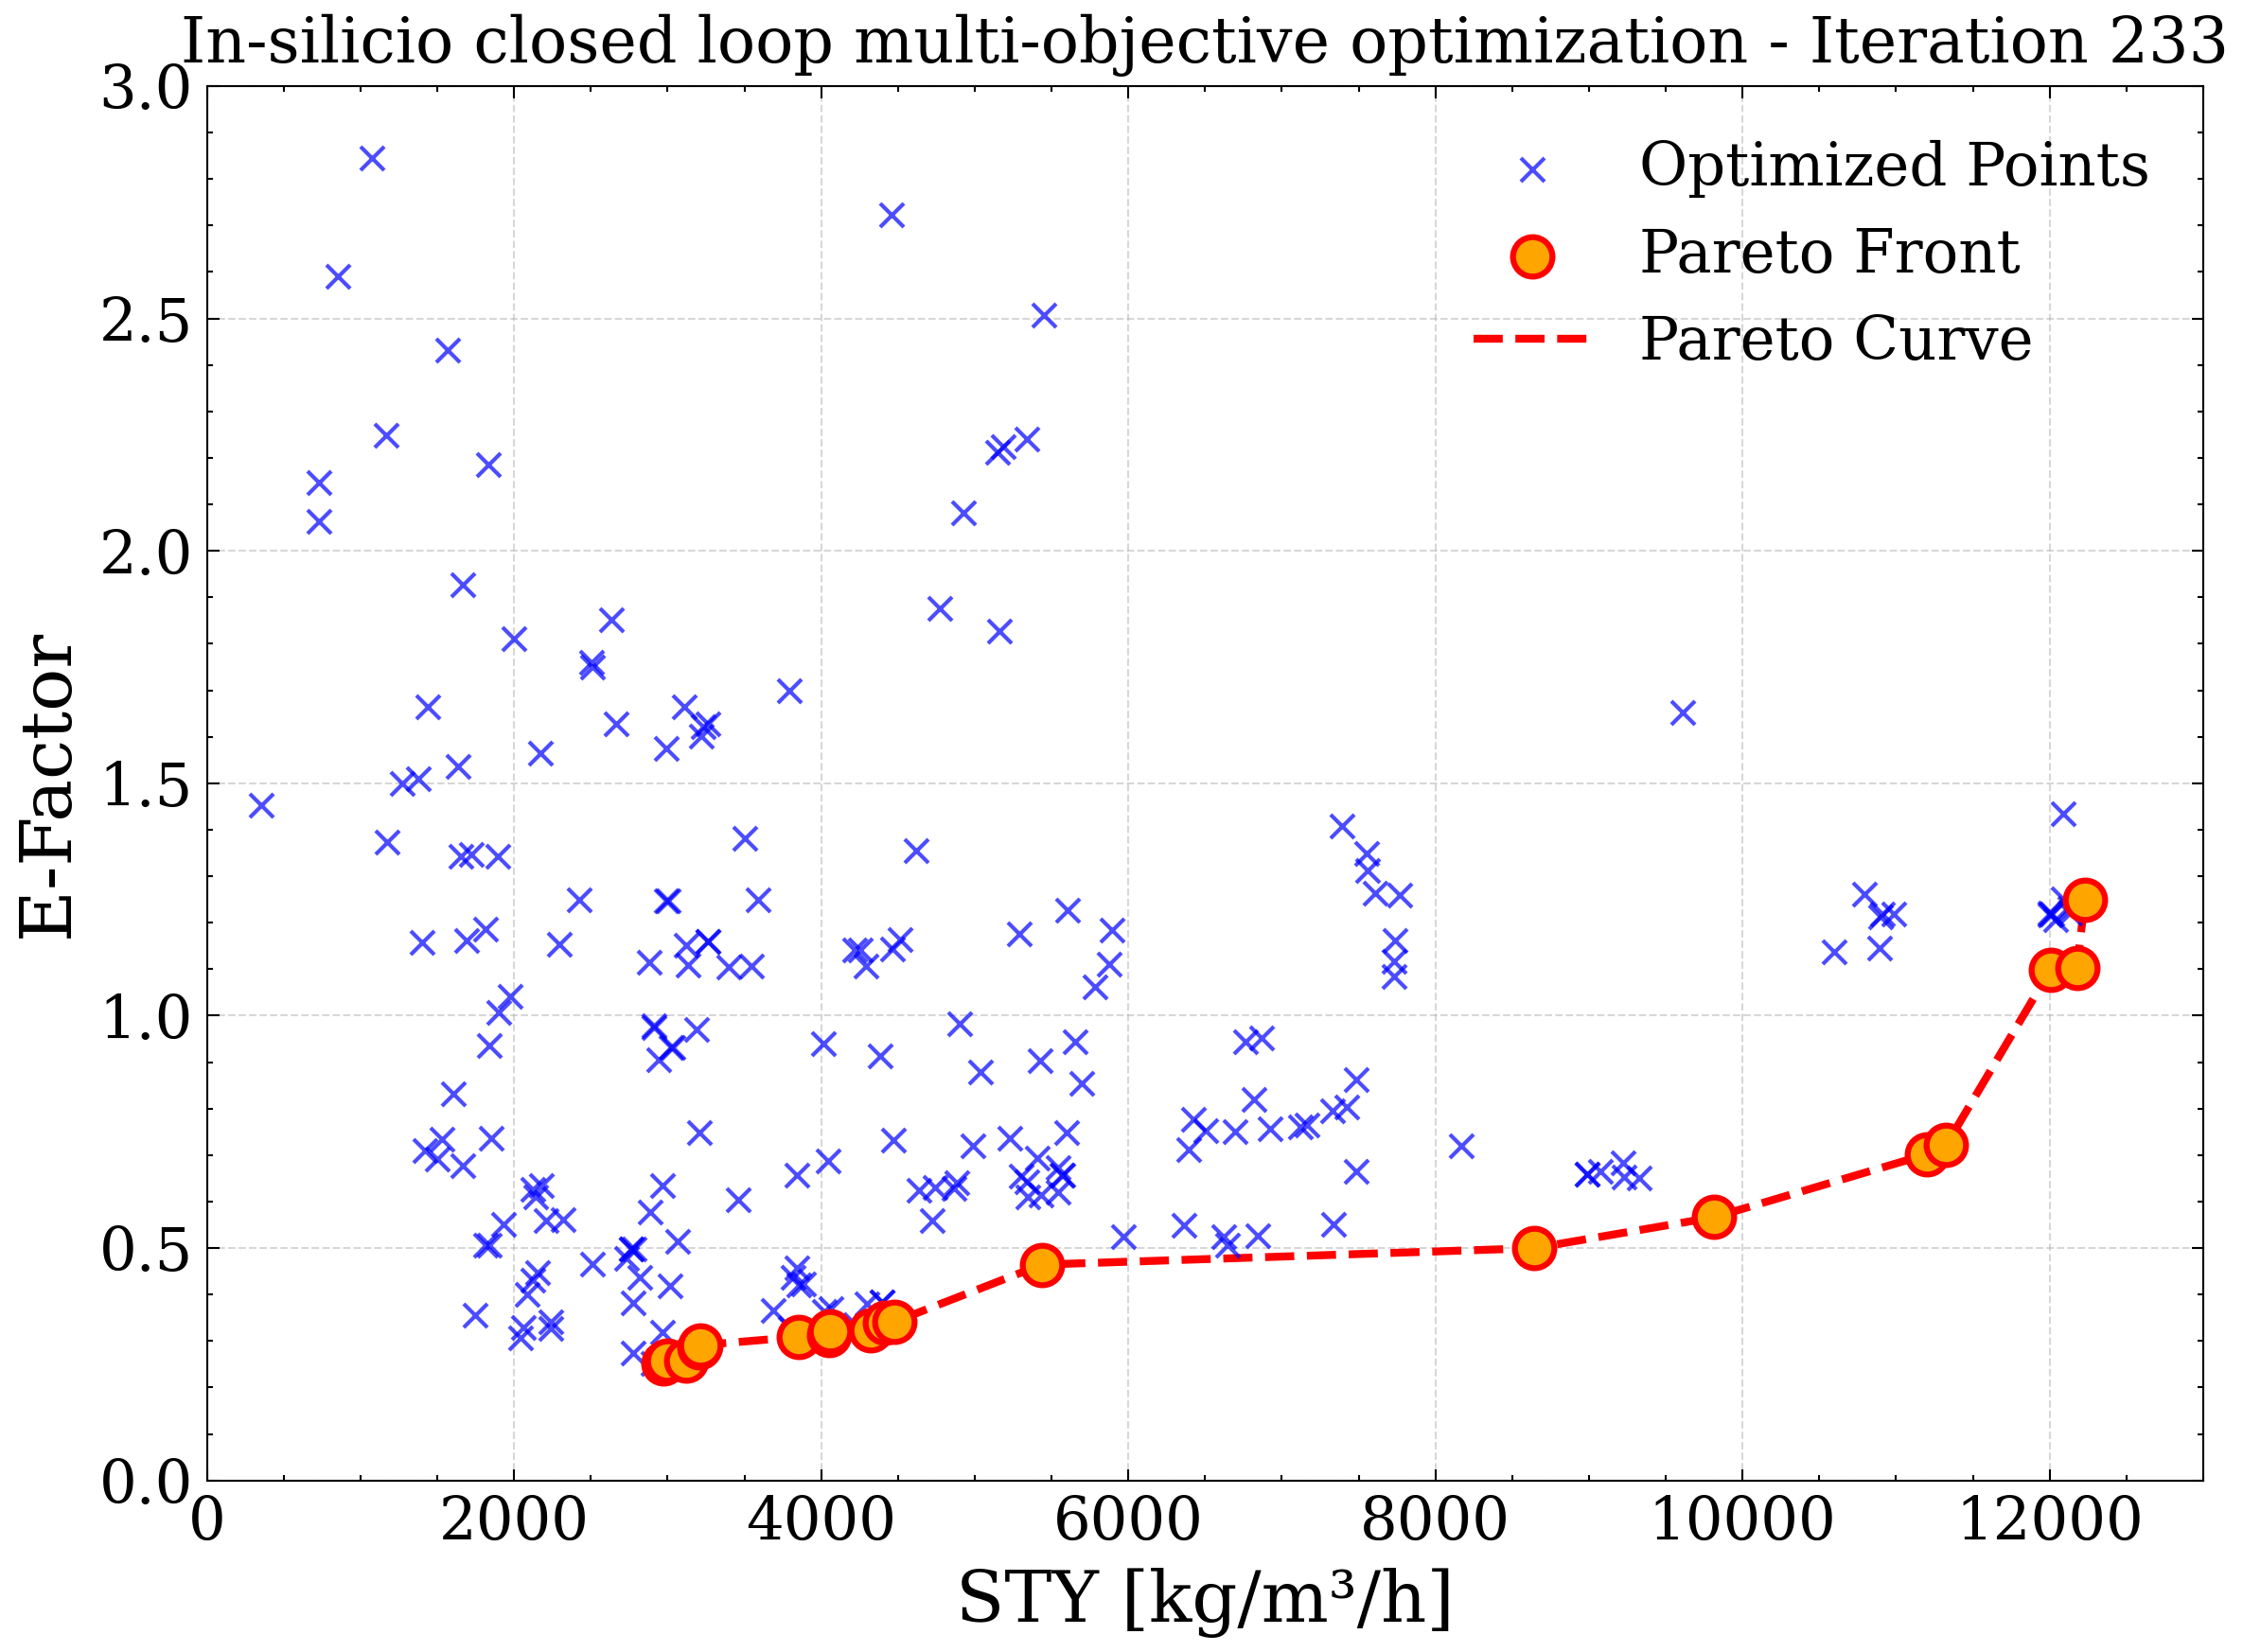 In-silicio closed loop multi-objective optimization - Iteration 233
3.0
2.5
2.0
1.5
1.0
0.5
0.0
E-Factor
Optimized Points
Pareto Front
Pareto Curve
0 2000 4000 6000 8000 10000 12000
STY [kg/m³/h]